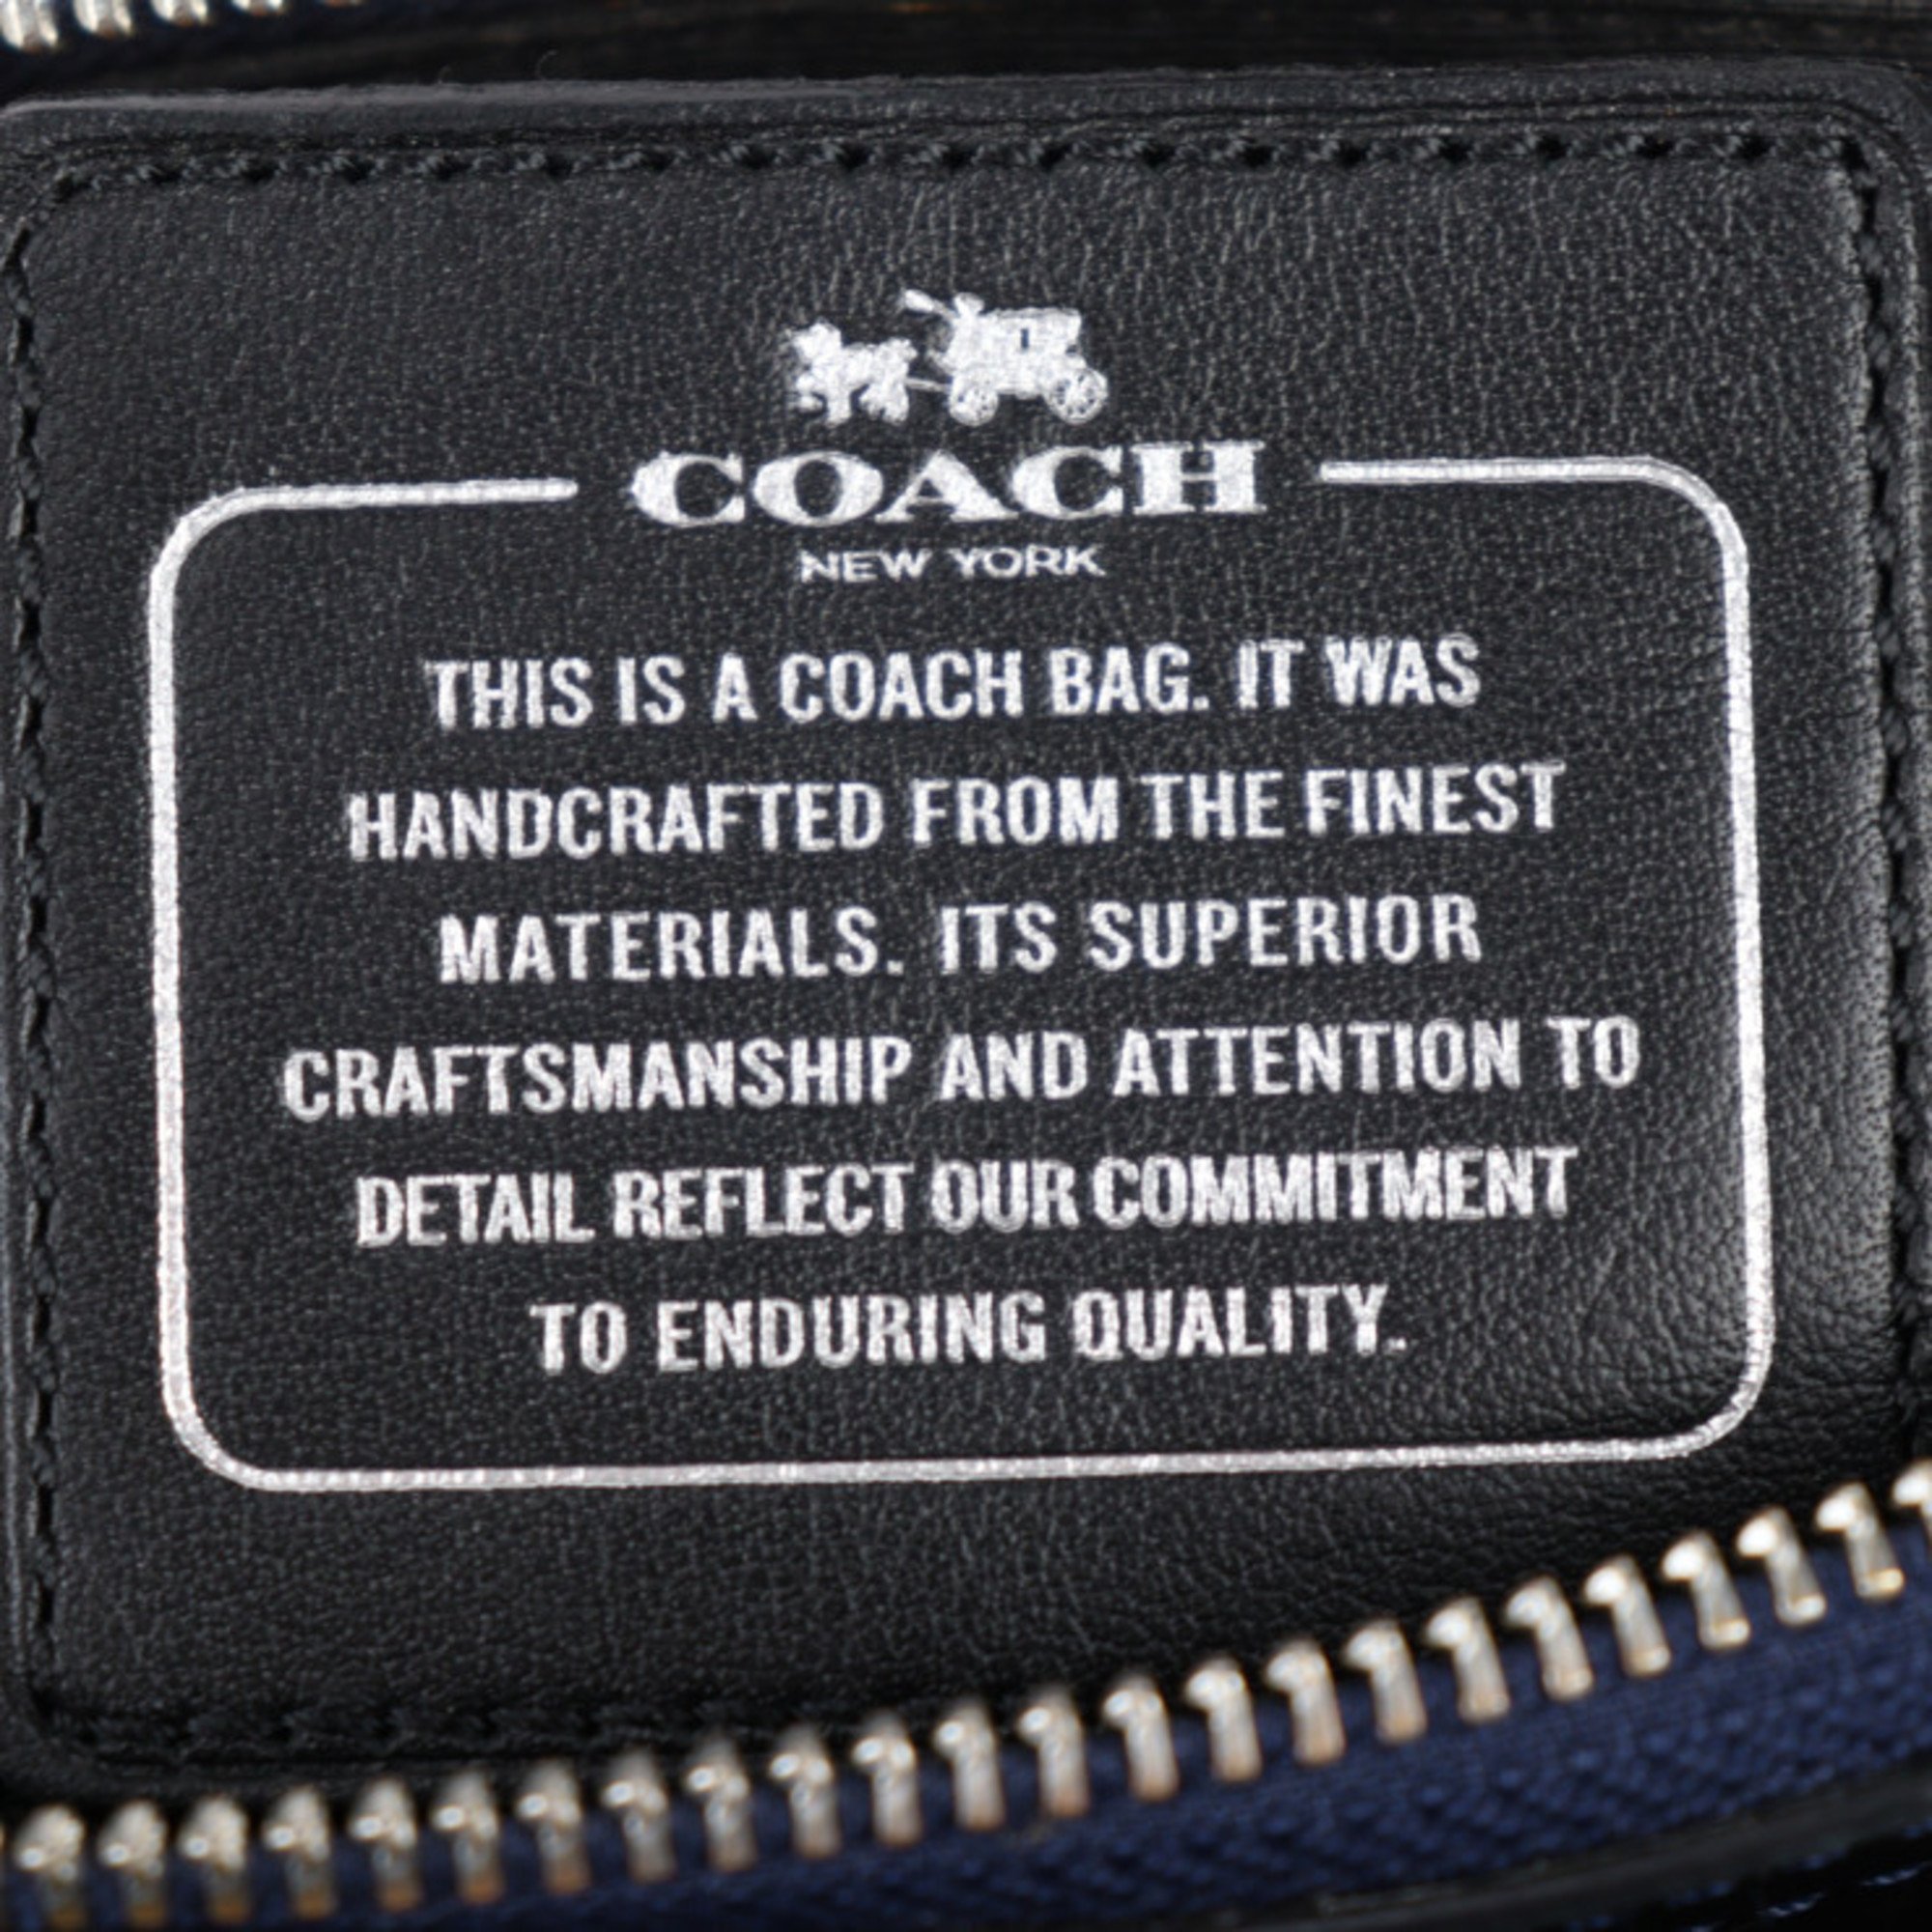 COACH
NEW YORK
THIS IS A COACH BAG. IT WAS
HANDCRAFTED FROM THE FINEST
MATERIALS. ITS SUPERIOR
CRAFTSMANSHIP AND ATTENTION TO
DETAIL REFLECT OUR COMMITMENT
TO ENDURING QUALITY.